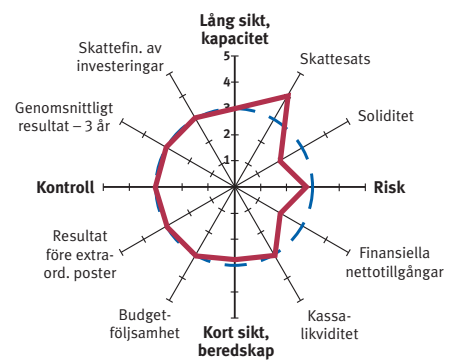 Lång sikt,
kapacitet
Skattefin. av
investeringar
Skattesats
Genomsnittligt
resultat – 3 år
Soliditet
5
4
3
2
1
Kontroll
Risk
Resultat
före extra-
ord. poster
Finansiella
nettotillgångar
Budget-
följsamhet
Kort sikt,
beredskap
Kassa-
likviditet